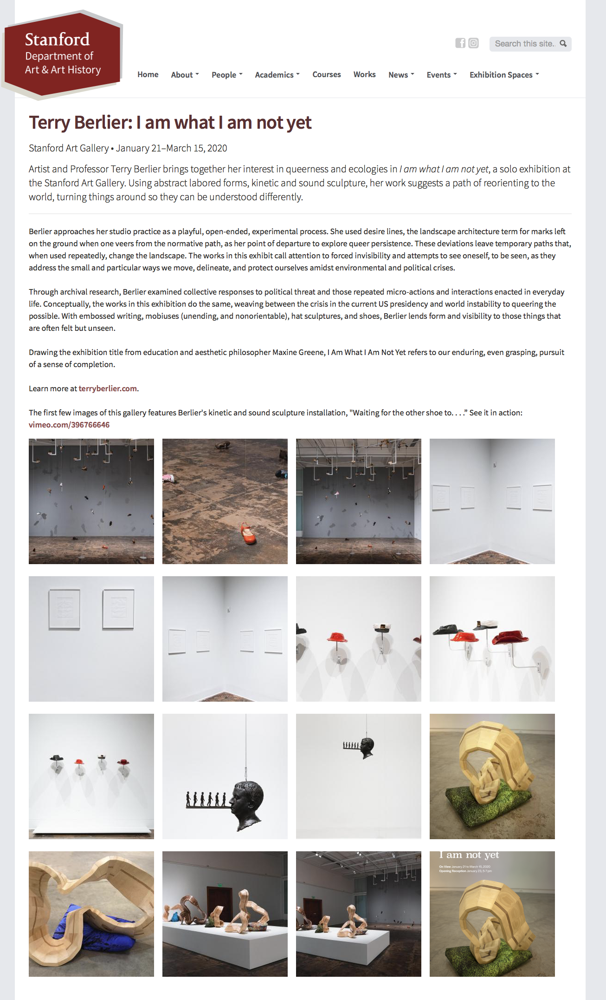 Stanford
Department of
Art & Art History
Search this site..
Home About People Academics Courses Works News Events Exhibition Spaces
Terry Berlier: I am what I am not yet
Stanford Art Gallery • January 21–March 15, 2020
Artist and Professor Terry Berlier brings together her interest in queerness and ecologies in I am what I am not yet, a solo exhibition at
the Stanford Art Gallery. Using abstract labored forms, kinetic and sound sculpture, her work suggests a path of reorienting to the
world, turning things around so they can be understood differently.
Berlier approaches her studio practice as a playful, open-ended, experimental process. She used desire lines, the landscape architecture term for marks left
on the ground when one veers from the normative path, as her point of departure to explore queer persistence. These deviations leave temporary paths that,
when used repeatedly, change the landscape. The works in this exhibit call attention to forced invisibility and attempts to see oneself, to be seen, as they
address the small and particular ways we move, delineate, and protect ourselves amidst environmental and political crises.
Through archival research, Berlier examined collective responses to political threat and those repeated micro-actions and interactions enacted in everyday
life. Conceptually, the works in this exhibition do the same, weaving between the crisis in the current US presidency and world instability to queering the
possible. With embossed writing, mobiuses (unending, and nonorientable), hat sculptures, and shoes, Berlier lends form and visibility to those things that
are often felt but unseen.
Drawing the exhibition title from education and aesthetic philosopher Maxine Greene, I Am What I Am Not Yet refers to our enduring, even grasping, pursuit
of a sense of completion.
Learn more at terryberlier.com.
The first few images of this gallery features Berlier's kinetic and sound sculpture installation, "Waiting for the other shoe to. . . .” See it in action:
vimeo.com/396766646
I am not yet
On View January 21 to March 15, 2020
Opening Reception January 23, 5-7 pm